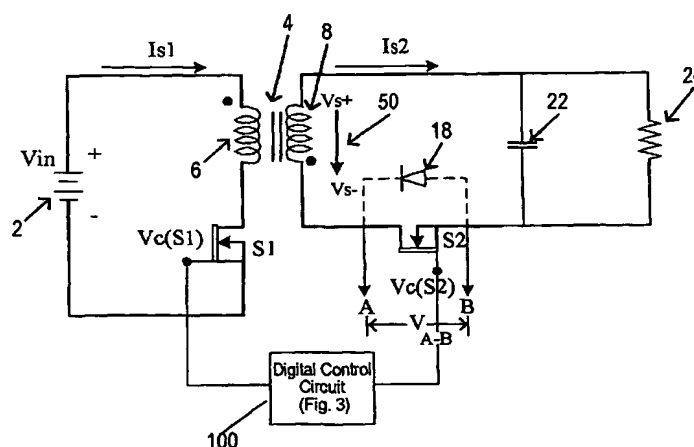 4
8
Is1
Is2
Vin
+
-
2
6
Vs+
50
Vs-
18
22
Vc(S1)
S1
S2
Vc(S2)
A
B
V
A-B
Digital Control
Circuit
(Fig. 3)
100